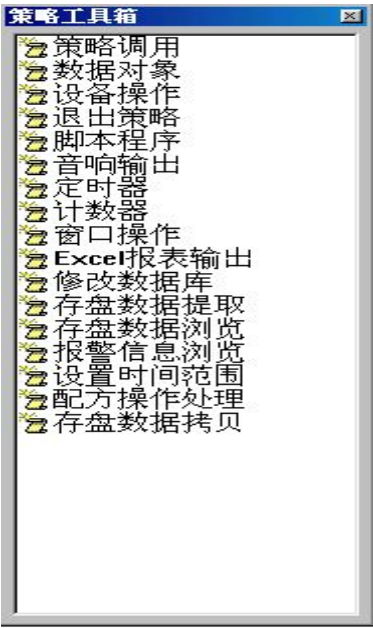 策略工具箱
策略调用
数据对象
设备操作
退出策略
脚本程序
音响输出
定时器
计数器
窗口操作
Excel报表输出
修改数据库
存盘数据提取
存盘数据浏览
报警信息浏览
设置时间范围
配方操作处理
存盘数据拷贝